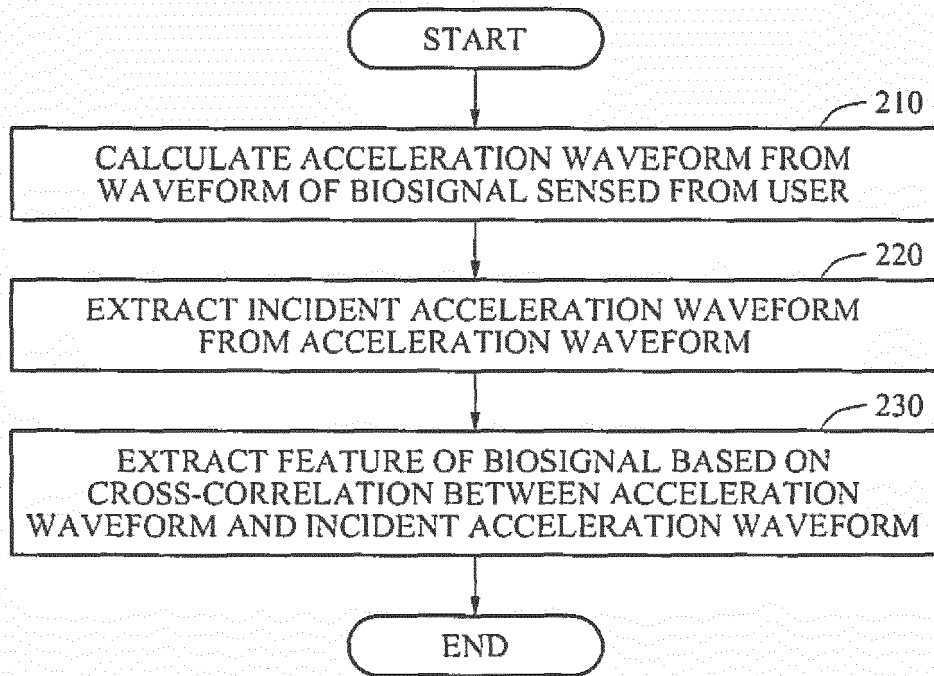 START
210
CALCULATE ACCELERATION WAVEFORM FROM
WAVEFORM OF BIOSIGNAL SENSED FROM USER
220
EXTRACT INCIDENT ACCELERATION WAVEFORM
FROM ACCELERATION WAVEFORM
230
EXTRACT FEATURE OF BIOSIGNAL BASED ON
CROSS-CORRELATION BETWEEN ACCELERATION
WAVEFORM AND INCIDENT ACCELERATION WAVEFORM
END